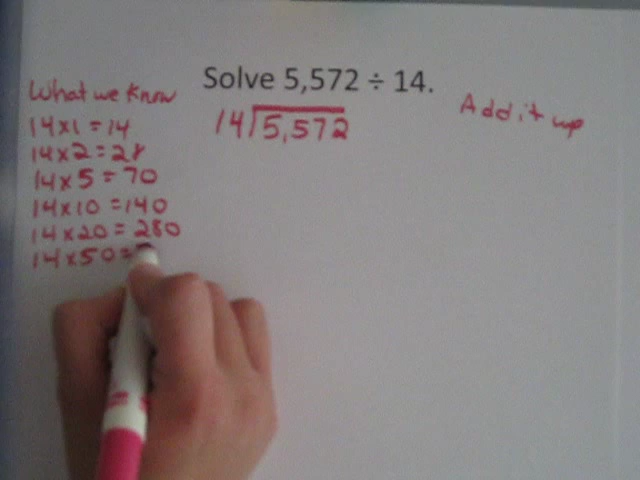 Solve 5,572 ÷ 14.
What we know
Add it up
14⟌5,572
14x1=14
14x2=28
14x5=70
14x10=140
14x20=280
14x50=